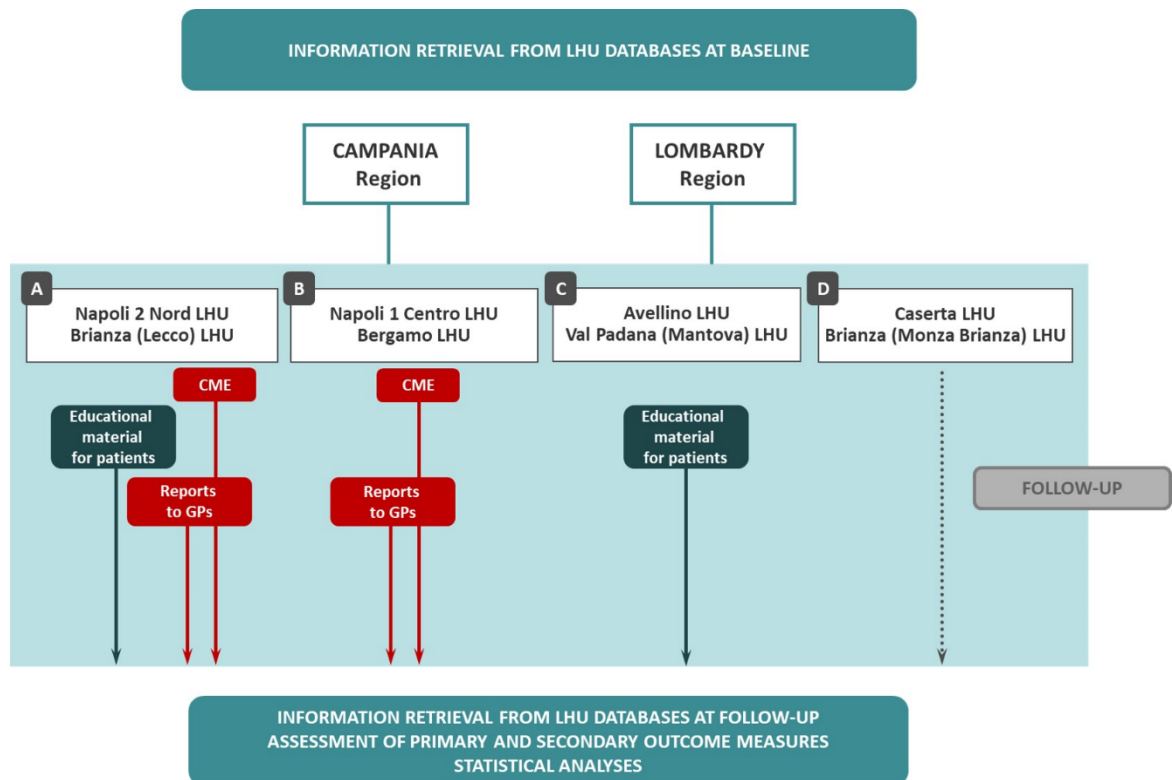 INFORMATION RETRIEVAL FROM LHU DATABASES AT BASELINE
CAMPANIA
Region
LOMBARDY
Region
A
Napoli 2 Nord LHU
Brianza (Lecco) LHU
B
Napoli 1 Centro LHU
Bergamo LHU
C
Avellino LHU
Val Padana (Mantova) LHU
D
Caserta LHU
Brianza (Monza Brianza) LHU
CME
Educational
material
for patients
Reports
to GPs
CME
Reports
to GPs
Educational
material
for patients
FOLLOW-UP
INFORMATION RETRIEVAL FROM LHU DATABASES AT FOLLOW-UP
ASSESSMENT OF PRIMARY AND SECONDARY OUTCOME MEASURES
STATISTICAL ANALYSES